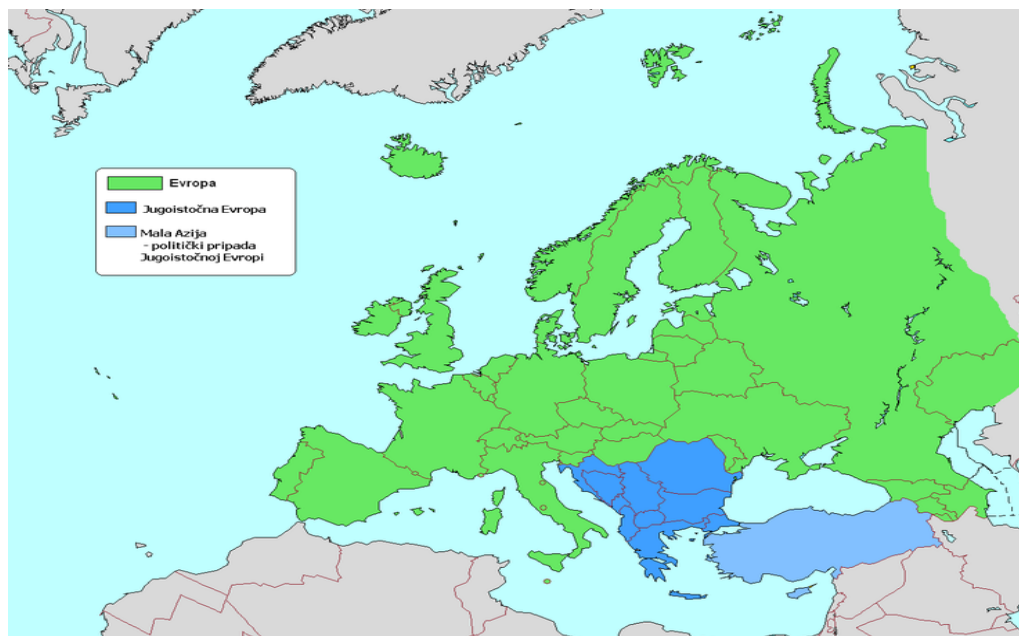 Evropa
Jugoistočna Evropa
Mala Azija
- politički pripada
Jugoistočnoj Evropi